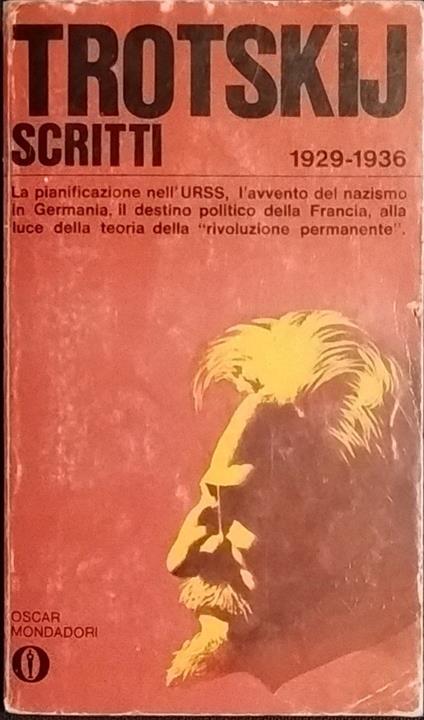 TROTSKIJ
SCRITTI
1929-1936
La pianificazione nell'URSS, l'avvento del nazismo
in Germania, il destino politico della Francia, alla
luce della teoria della "rivoluzione permanente".
OSCAR
MONDADORI